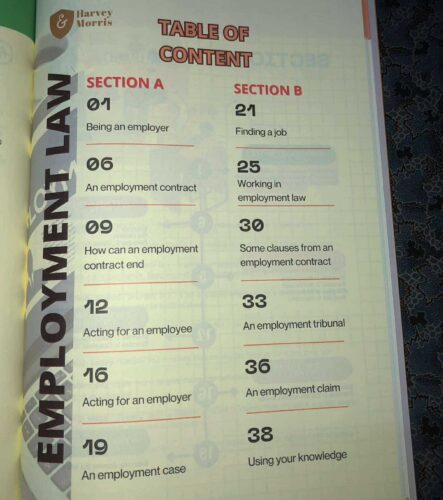 Harvey
&
Morris
TABLE OF
CONTENT
EMPLOYMENT LAW
SECTION A
01
Being an employer
06
An employment contract
09
How can an employment
contract end
12
Acting for an employee
16
Acting for an employer
19
An employment case
SECTION B
21
Finding a job
25
Working in
employment law
30
Some clauses from an
employment contract
33
An employment tribunal
36
An employment claim
38
Using your knowledge